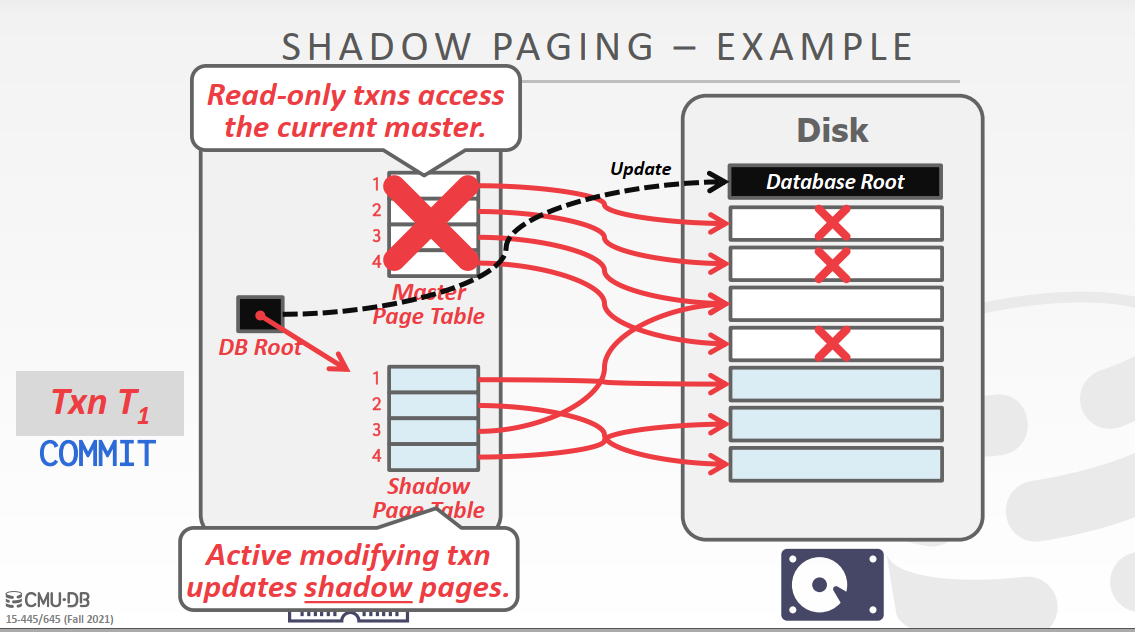 SHADOW PAGING – EXAMPLE
Read-only txns access
the current master.
Disk
Update
Database Root
1
2
3
4
Master
Page Table
DB Root
Txn T1
COMMIT
1
2
3
4
Shadow
Page Table
Active modifying txn
updates shadow pages.
CMU·DB
15-445/645 (Fall 2021)